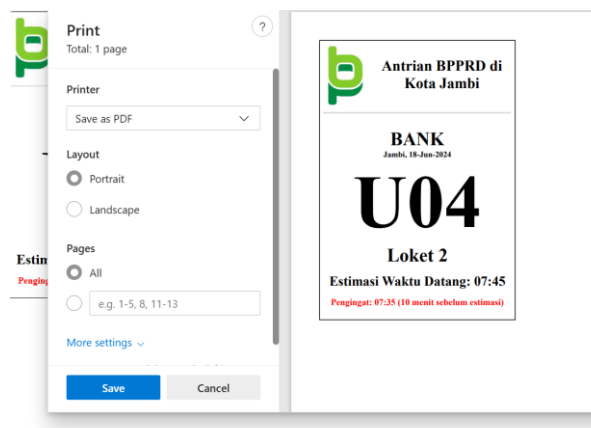 Print
?
Total: 1 page
Printer
Save as PDF
Layout
Portrait
Landscape
Pages
All
e.g. 1-5, 8, 11-13
More settings
Save
Cancel
Estim
Penging
Antrian BPPRD di
Kota Jambi
BANK
Jambi, 18-Jun-2024
U04
Loket 2
Estimasi Waktu Datang: 07:45
Pengingat: 07:35 (10 menit sebelum estimasi)